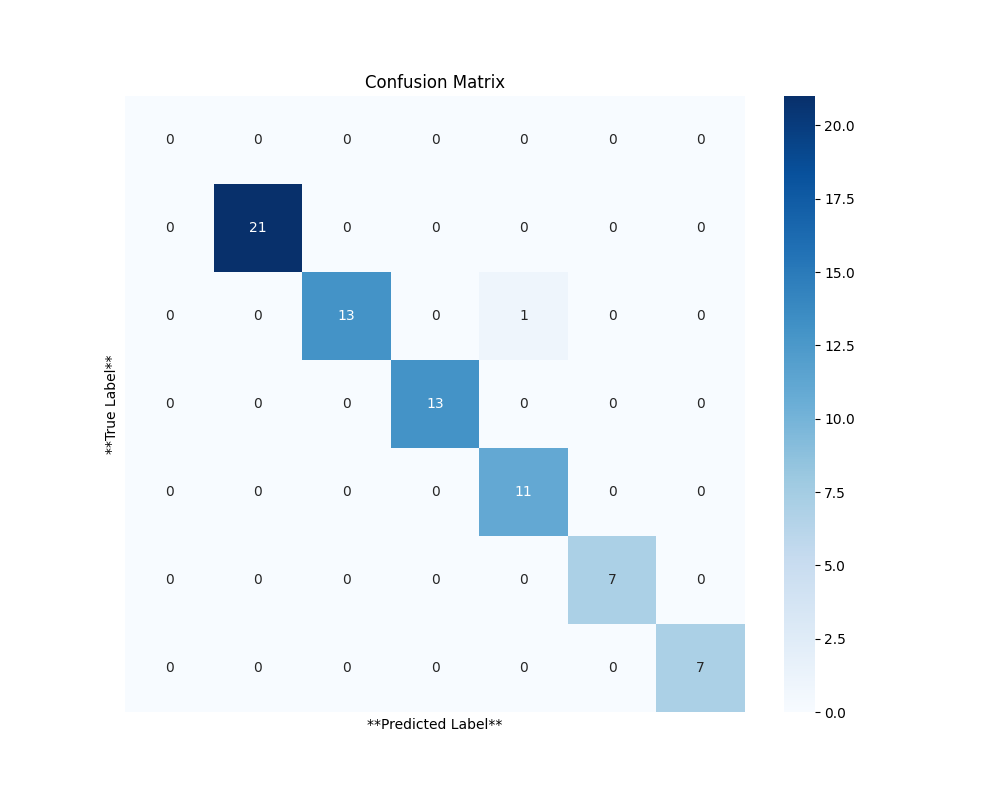 Confusion Matrix
0 0 0 0 0 0 0
0 21 0 0 0 0 0
0 0 13 0 1 0 0
0 0 0 13 0 0 0
0 0 0 0 11 0 0
0 0 0 0 0 7 0
0 0 0 0 0 0 7
**True Label**
**Predicted Label**
20.0
17.5
15.0
12.5
10.0
7.5
5.0
2.5
0.0